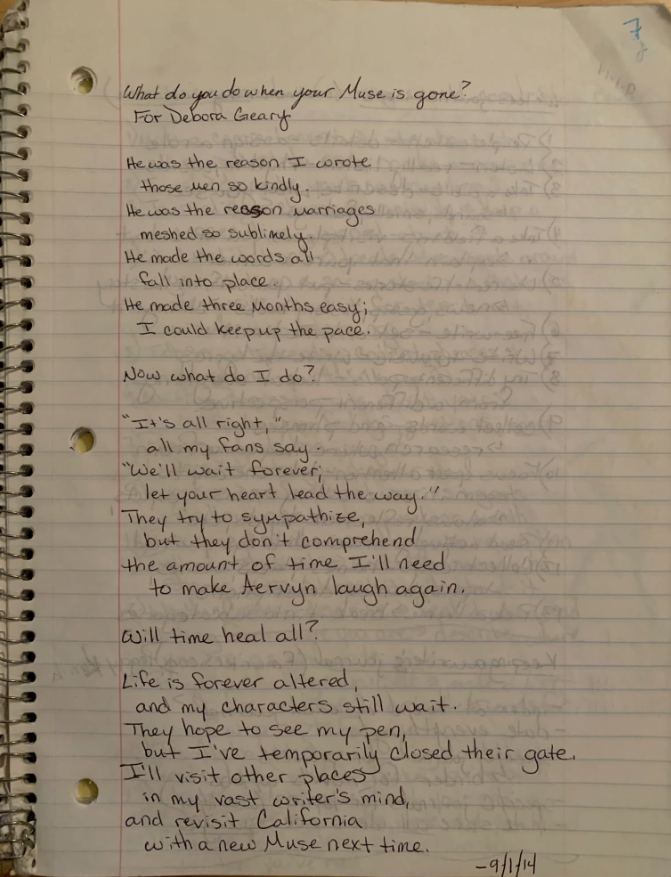 7
What do you do when your Muse is gone?
For Debora Geary
He was the reason I wrote
those men so kindly.
He was the reason marriages
meshed so sublimely.
He made the words all
fall into place.
He made three months easy;
I could keep up the pace.
Now what do I do?
"It's all right,"
all my fans say.
"We'll wait forever;
let your heart lead the way."
They try to sympathize,
but they don't comprehend
the amount of time I'll need
to make Aervyn laugh again.
Will time heal all?
Life is forever altered,
and my characters still wait.
They hope to see my pen,
but I've temporarily closed their gate.
I'll visit other places
in my vast writer's mind,
and revisit California
with a new Muse next time.
-9/1/14